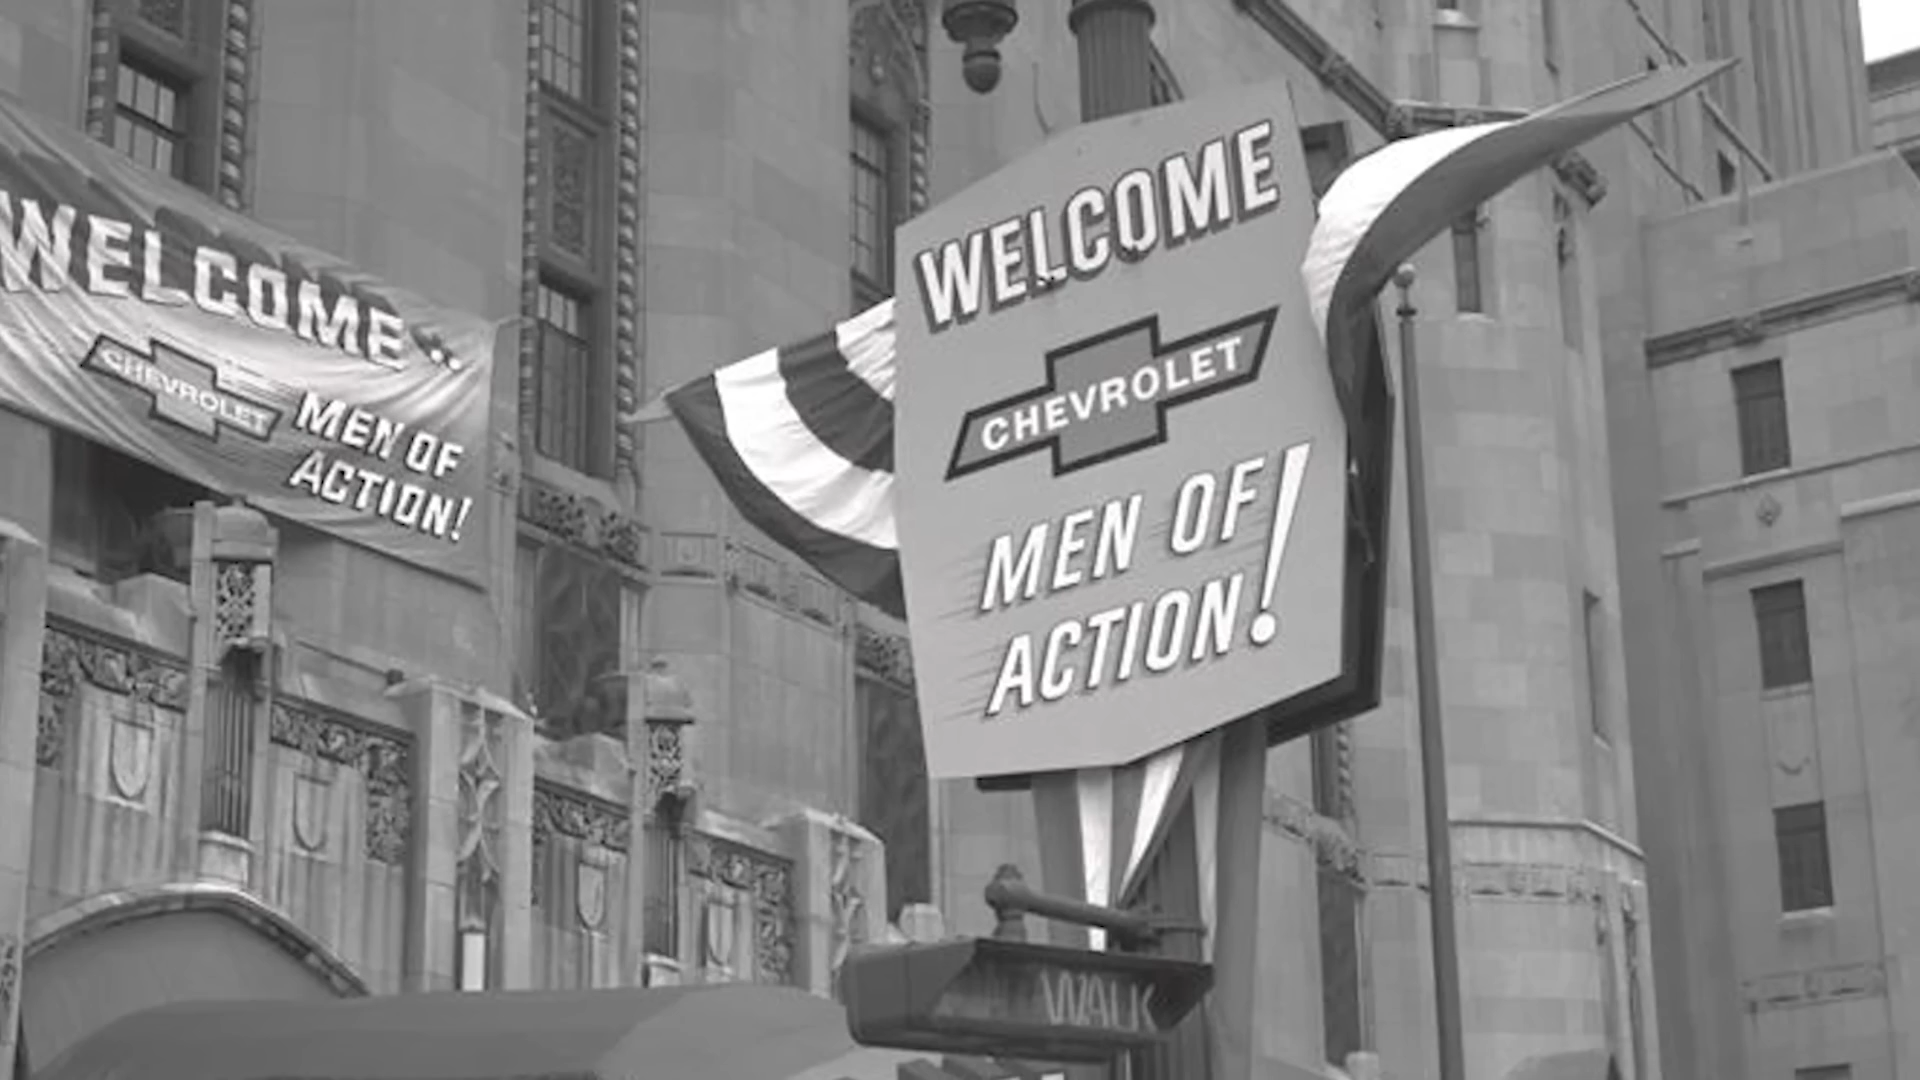 WELCOME
CHEVROLET
MEN OF
ACTION!
WELCOME
CHEVROLET
MEN OF
ACTION!
WALK